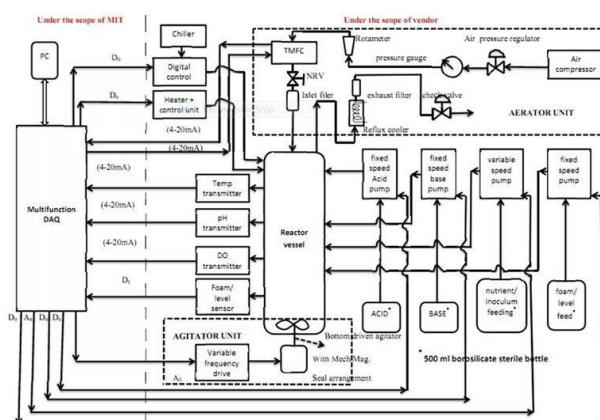 Under the scope of MIT
Under the scope of vendor
Chiller
TMFC
Rotameter
Air pressure regulator
PC
D₀
Digital
control
NRV
pressure gauge
Air
compressor
Heater +
control unit
D₀
Inlet filer
exhaust filter
check valve
AERATOR UNIT
(4-20mA)
Reflux cooler
(4-20mA)
(4-20mA)
Multifunction
DAQ
Temp
transmitter
Reactor
vessel
fixed
speed
Acid
pump
fixed
speed
base
pump
variable
speed
pump
fixed
speed
pump
(4-20mA)
pH
transmitter
(4-20mA)
DO
transmitter
Foam/
level
sensor
ACID*
BASE*
nutrient/
inoculum
feeding*
foam/
level
feed*
D₀ A₀ D₀ D₀
AGITATOR UNIT
Bottom driven agitator
Variable
frequency
drive
With Mech/Mag.
Seal arrangement
*500 ml borosilicate sterile bottle